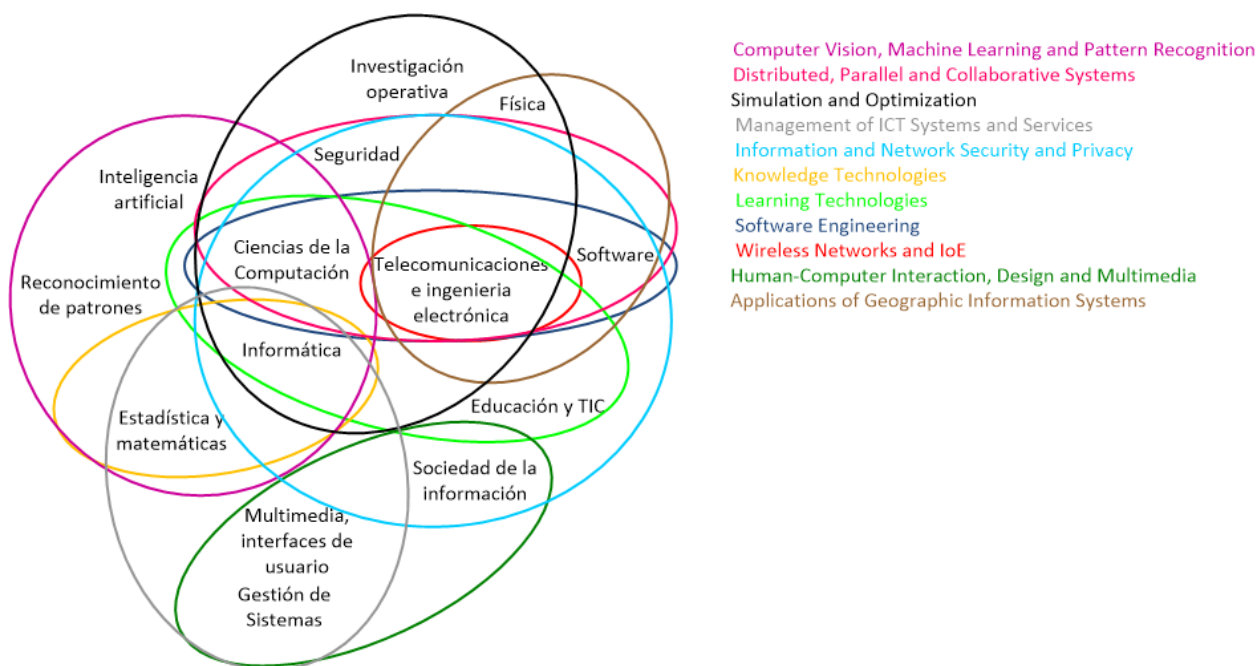 Investigación
operativa
Física
Seguridad
Inteligencia
artificial
Ciencias de la
Computación
Telecomunicaciones
e ingenieria
electrónica
Software
Reconocimiento
de patrones
Informática
Estadística y
matemáticas
Educación y TIC
Sociedad de la
información
Multimedia,
interfaces de
usuario
Gestión de
Sistemas
Computer Vision, Machine Learning and Pattern Recognition
Distributed, Parallel and Collaborative Systems
Simulation and Optimization
Management of ICT Systems and Services
Information and Network Security and Privacy
Knowledge Technologies
Learning Technologies
Software Engineering
Wireless Networks and IoE
Human-Computer Interaction, Design and Multimedia
Applications of Geographic Information Systems